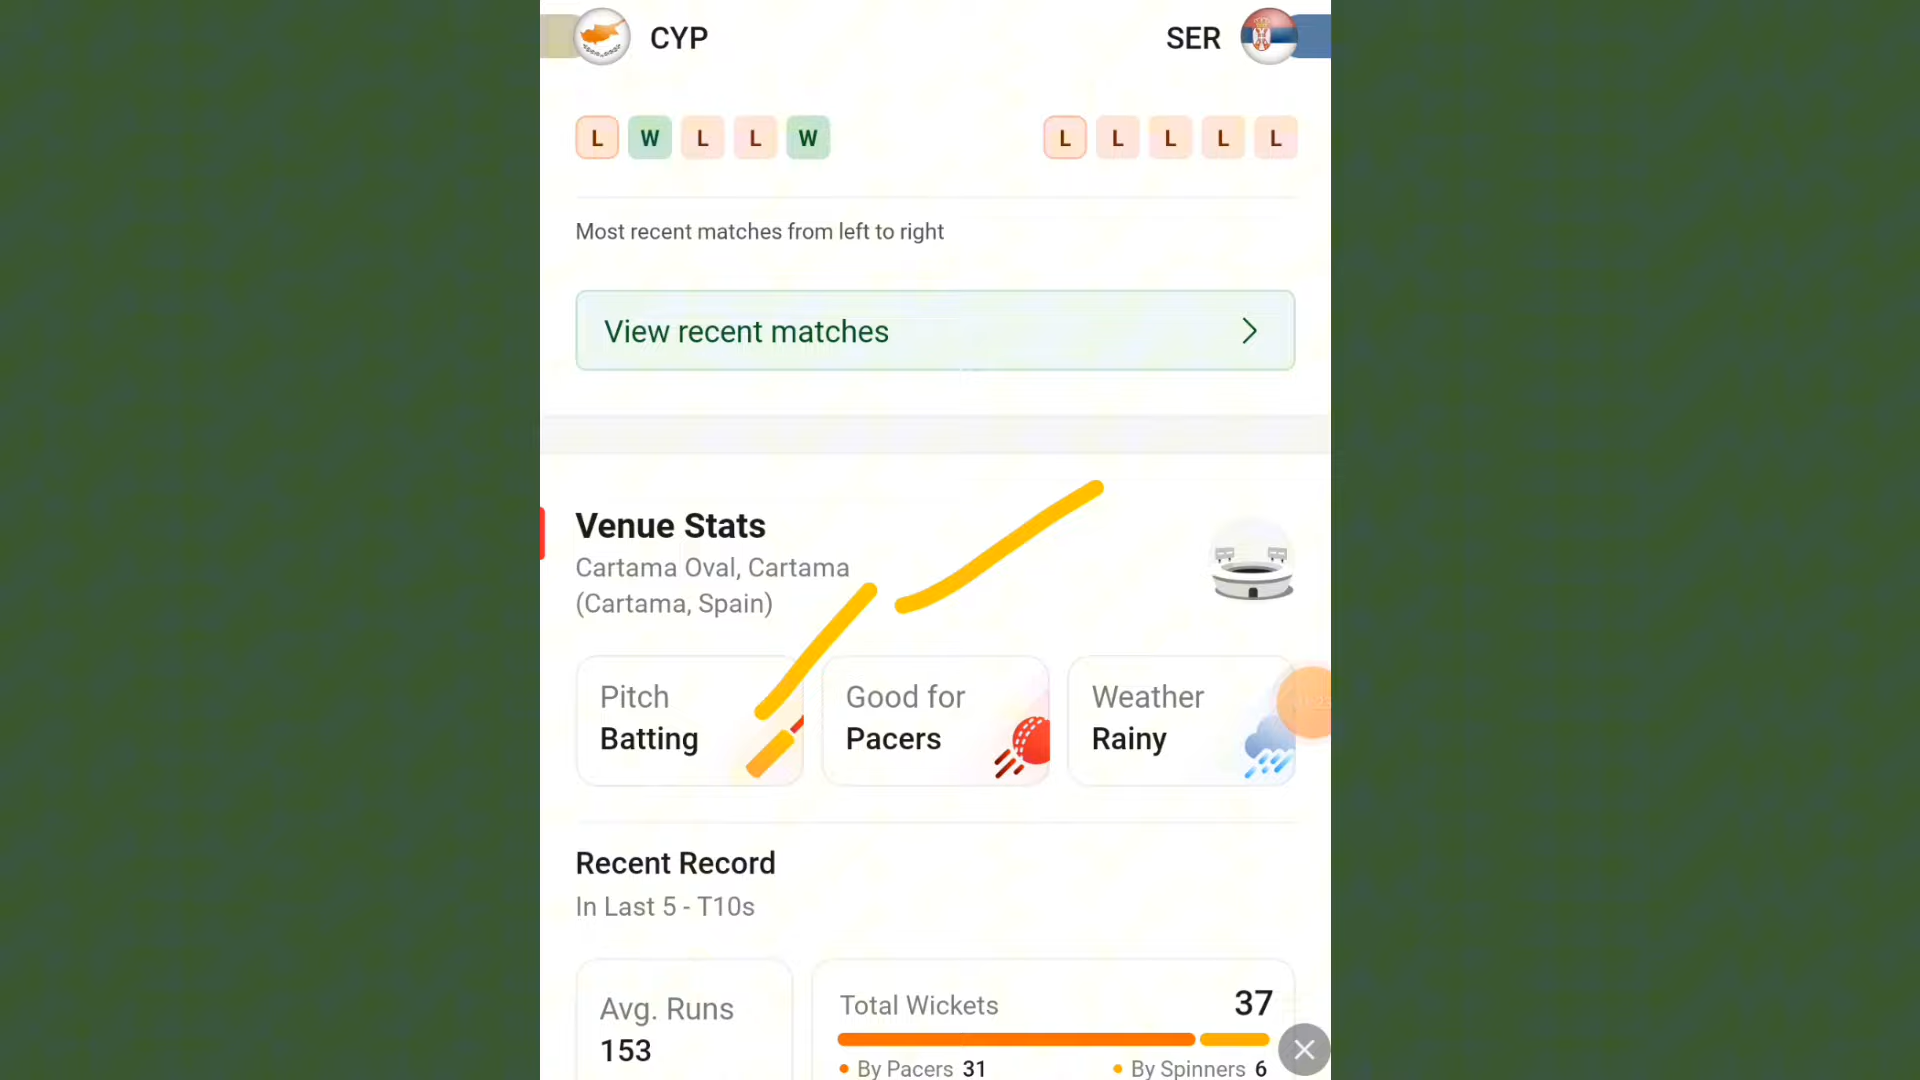 CYP
SER
L W L L W
L L L L L
Most recent matches from left to right
View recent matches
Venue Stats
Cartama Oval, Cartama
(Cartama, Spain)
Pitch
Batting
Good for
Pacers
Weather
Rainy
Recent Record
In Last 5 - T10s
Avg. Runs
153
Total Wickets
37
By Pacers 31
By Spinners 6